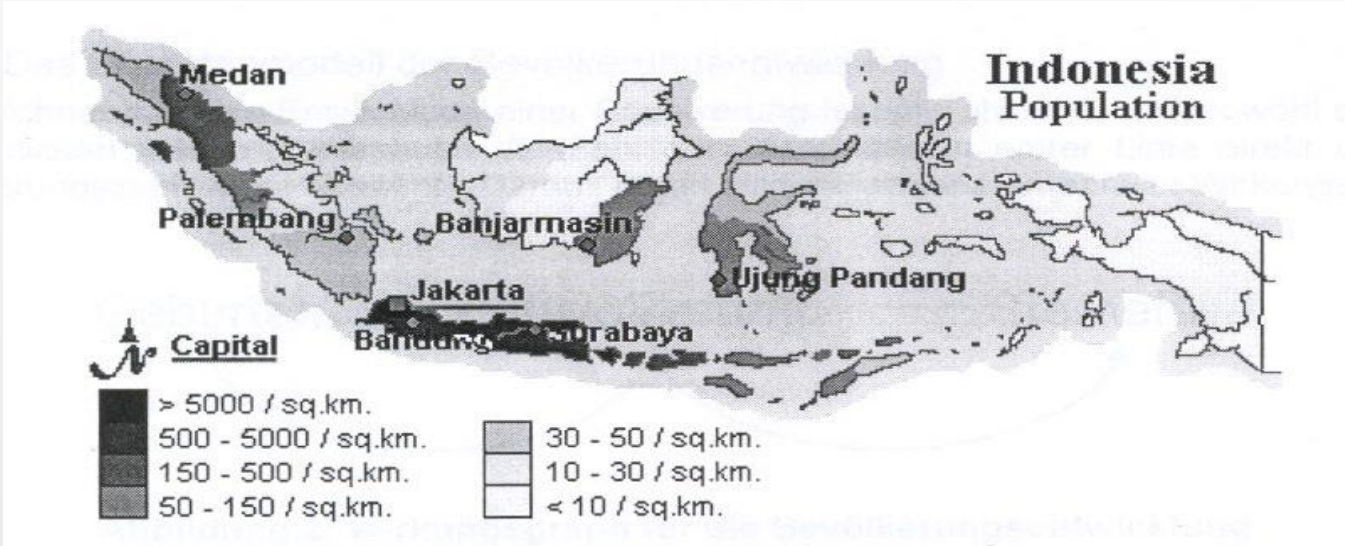 Indonesia
Population
Medan
Palembang
Banjarmasin
Ujung Pandang
Jakarta
Surabaya
N
Capital
> 5000 / sq.km.
500 - 5000 / sq.km.
150 - 500 / sq.km.
50 - 150 / sq.km.
30 - 50 / sq.km.
10 - 30 / sq.km.
< 10 / sq.km.